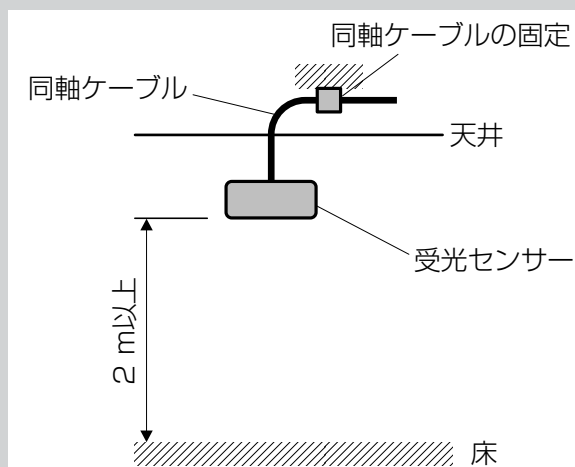 同軸ケーブルの固定
同軸ケーブル
天井
受光センサー
2 m以上
床